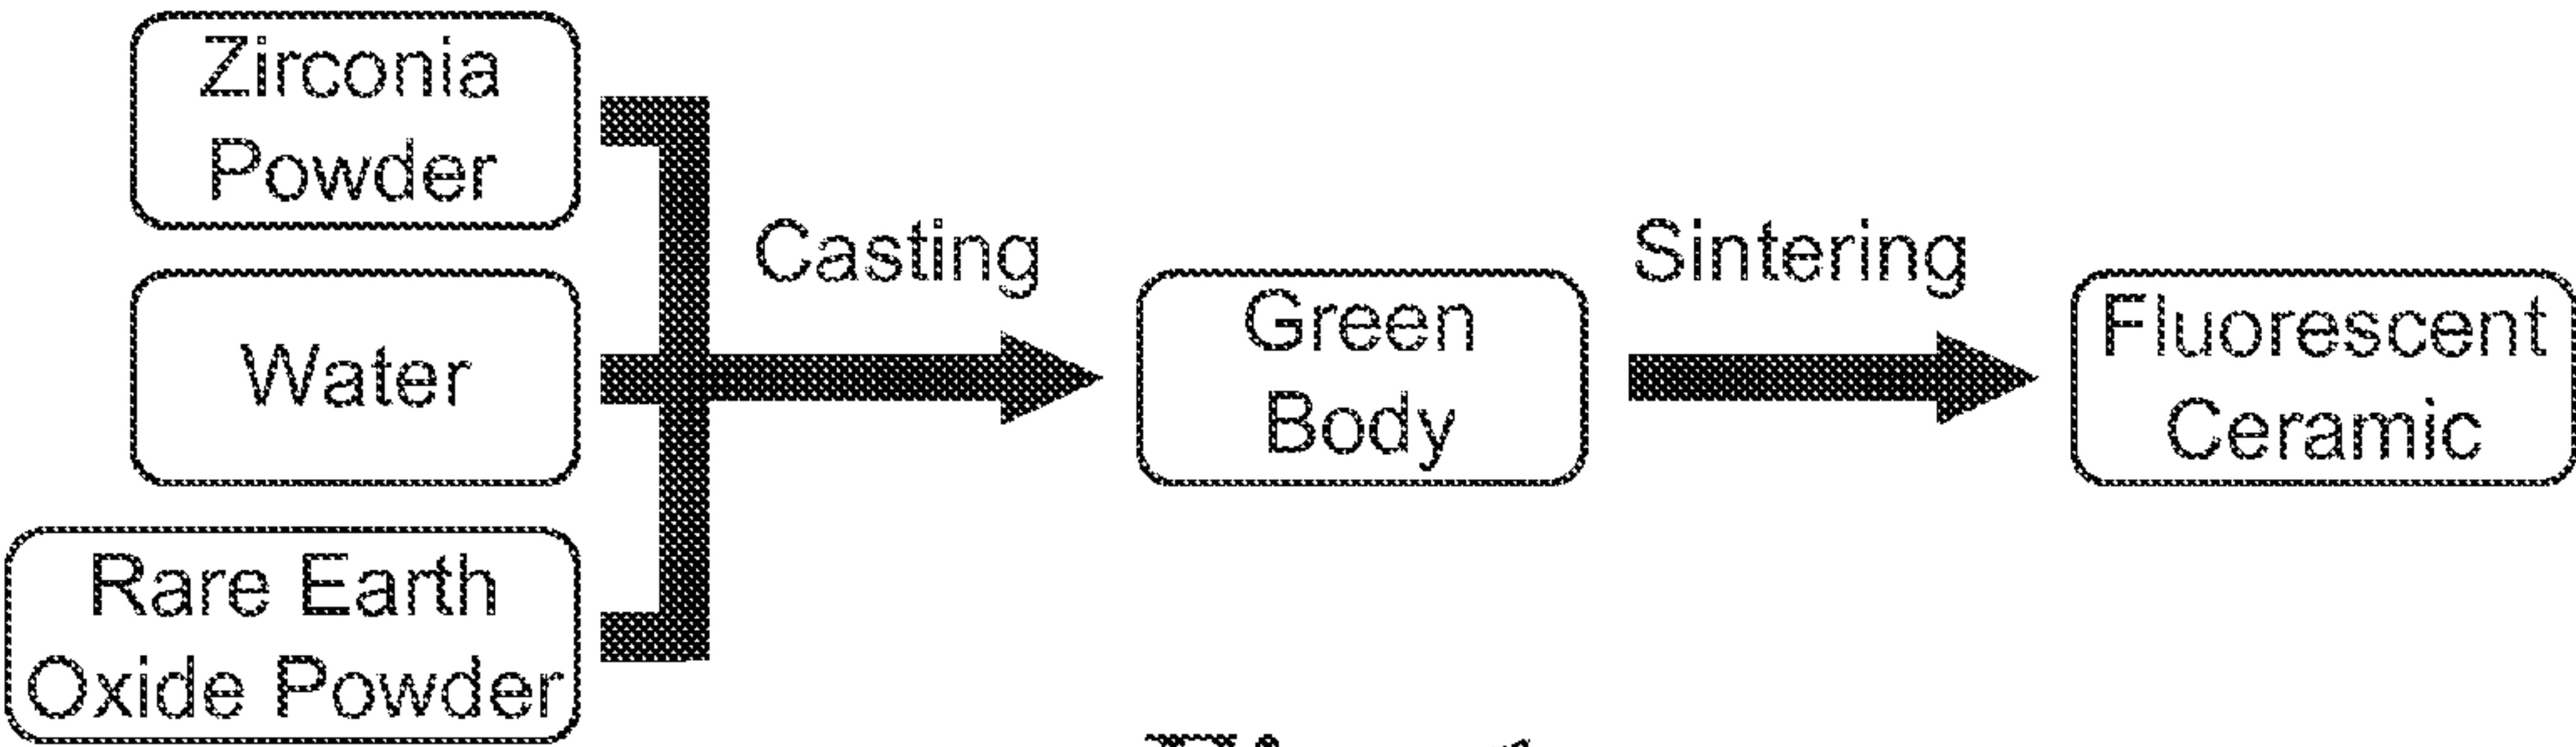 Zirconia
Powder
Water
Rare Earth
Oxide Powder
Casting
Green
Body
Sintering
Fluorescent
Ceramic